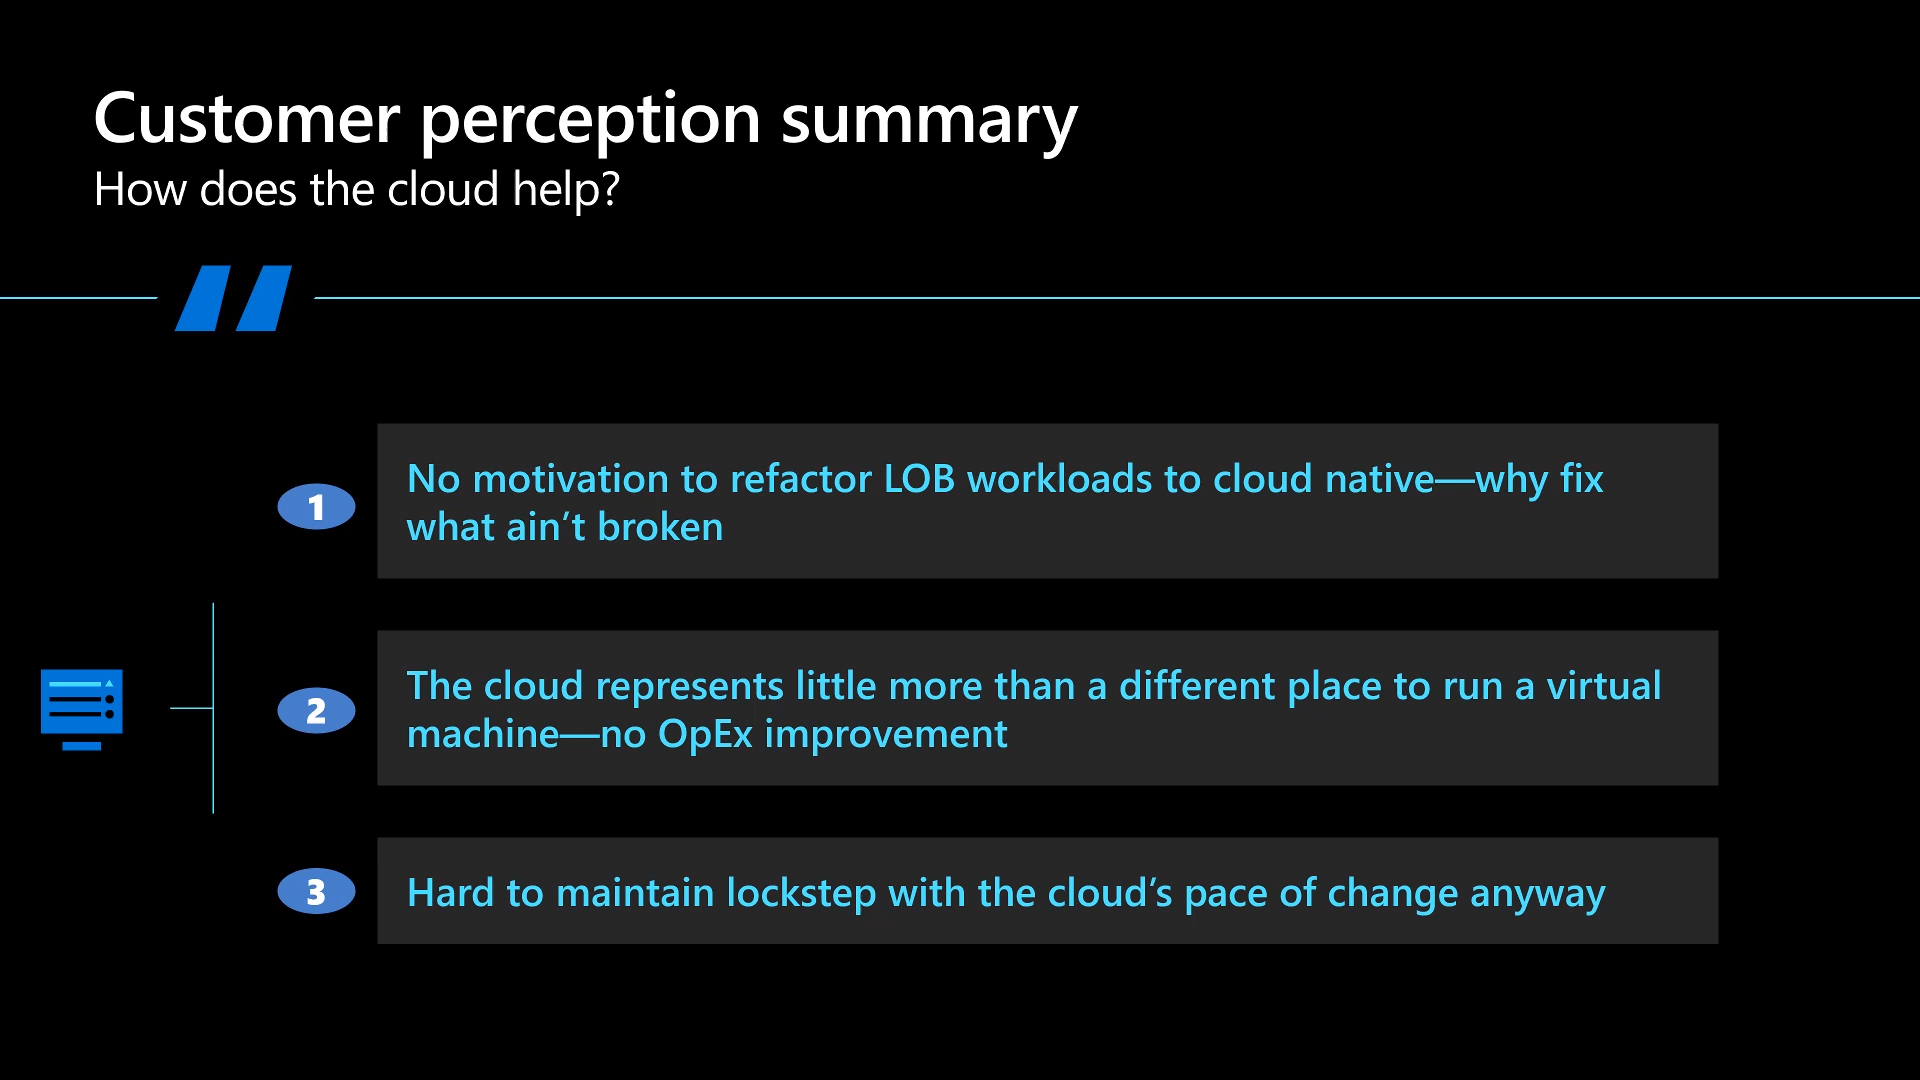 Customer perception summary
How does the cloud help?
1
No motivation to refactor LOB workloads to cloud native—why fix
what ain’t broken
2
The cloud represents little more than a different place to run a virtual
machine—no OpEx improvement
3
Hard to maintain lockstep with the cloud’s pace of change anyway